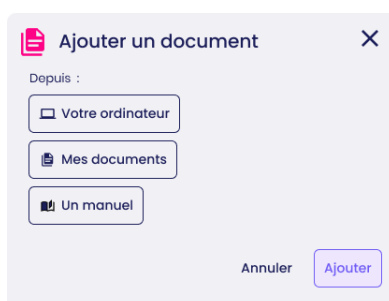 Ajouter un document
Depuis :
Votre ordinateur
Mes documents
Un manuel
Annuler
Ajouter